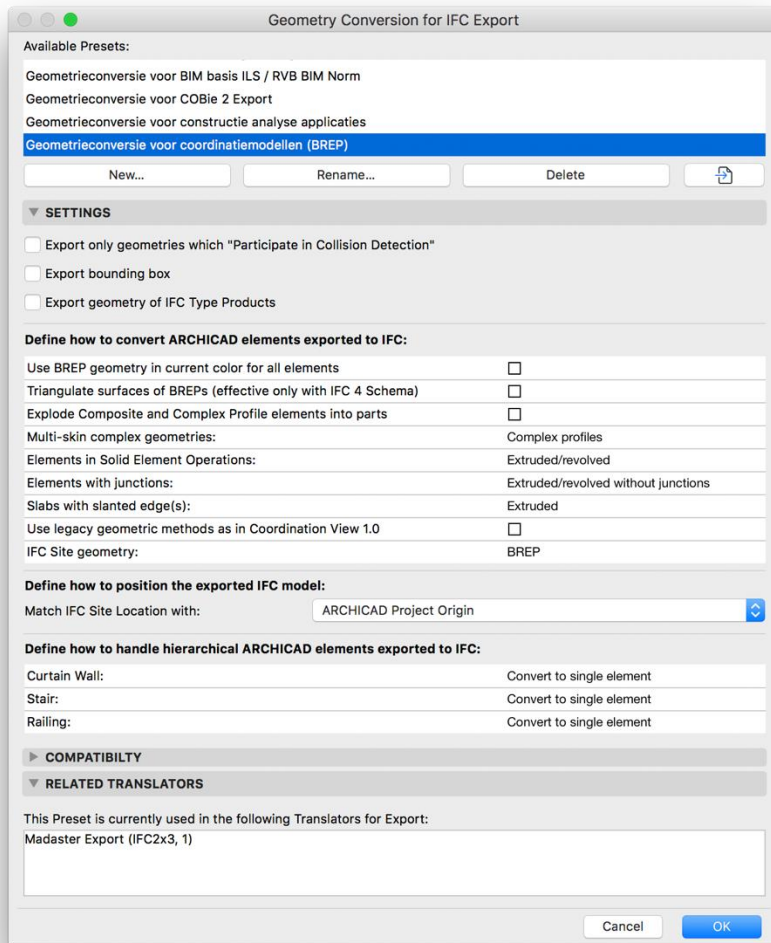 Geometry Conversion for IFC Export
Available Presets:
Geometrieconversie voor BIM basis ILS / RVB BIM Norm
Geometrieconversie voor COBie 2 Export
Geometrieconversie voor constructie analyse applicaties
Geometrieconversie voor coordinatiemodellen (BREP)
New... Rename... Delete
SETTINGS
Export only geometries which "Participate in Collision Detection"
Export bounding box
Export geometry of IFC Type Products
Define how to convert ARCHICAD elements exported to IFC:
Use BREP geometry in current color for all elements
Triangulate surfaces of BREPs (effective only with IFC 4 Schema)
Explode Composite and Complex Profile elements into parts
Multi-skin complex geometries: Complex profiles
Elements in Solid Element Operations: Extruded/revolved
Elements with junctions: Extruded/revolved without junctions
Slabs with slanted edge(s): Extruded
Use legacy geometric methods as in Coordination View 1.0
IFC Site geometry: BREP
Define how to position the exported IFC model:
Match IFC Site Location with: ARCHICAD Project Origin
Define how to handle hierarchical ARCHICAD elements exported to IFC:
Curtain Wall: Convert to single element
Stair: Convert to single element
Railing: Convert to single element
COMPATIBILTY
RELATED TRANSLATORS
This Preset is currently used in the following Translators for Export:
Madaster Export (IFC2x3, 1)
Cancel OK